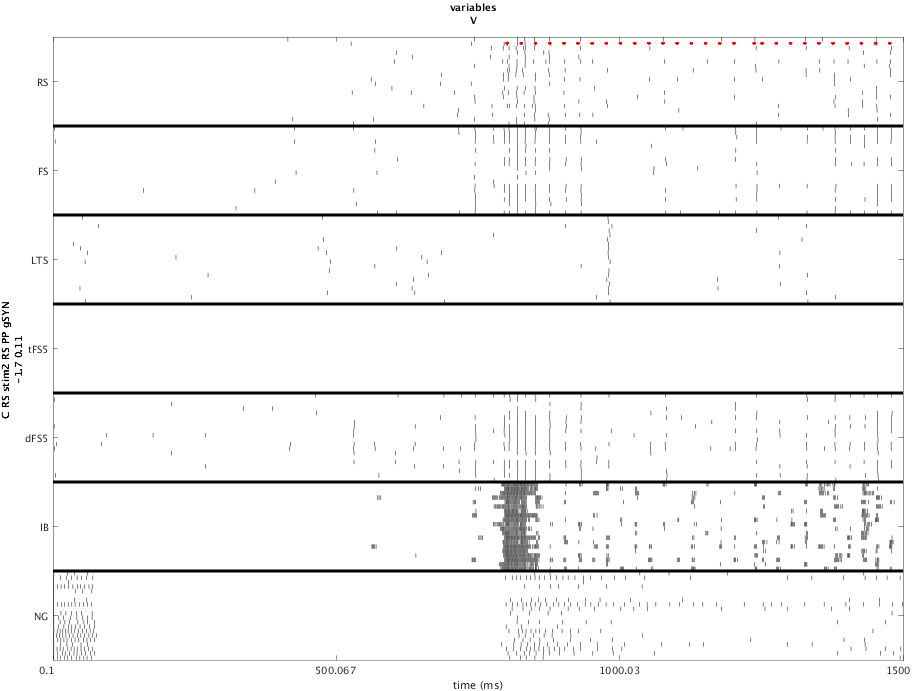 variables
V
RS
FS
LTS
tFS5
dFS5
IB
NG
C RS stim2 RS PP gSYN
-1.7 0.11
0.1
500.067
1000.03
1500
time (ms)